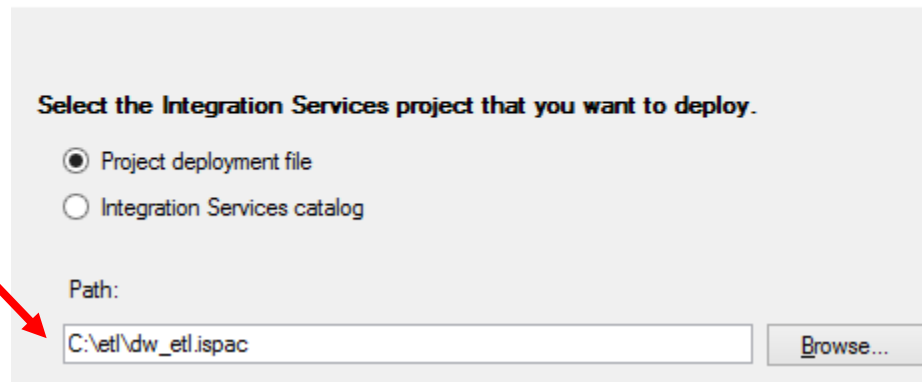 Select the Integration Services project that you want to deploy.
Project deployment file
Integration Services catalog
Path:
C:\etl\dw_etl.ispac
Browse...